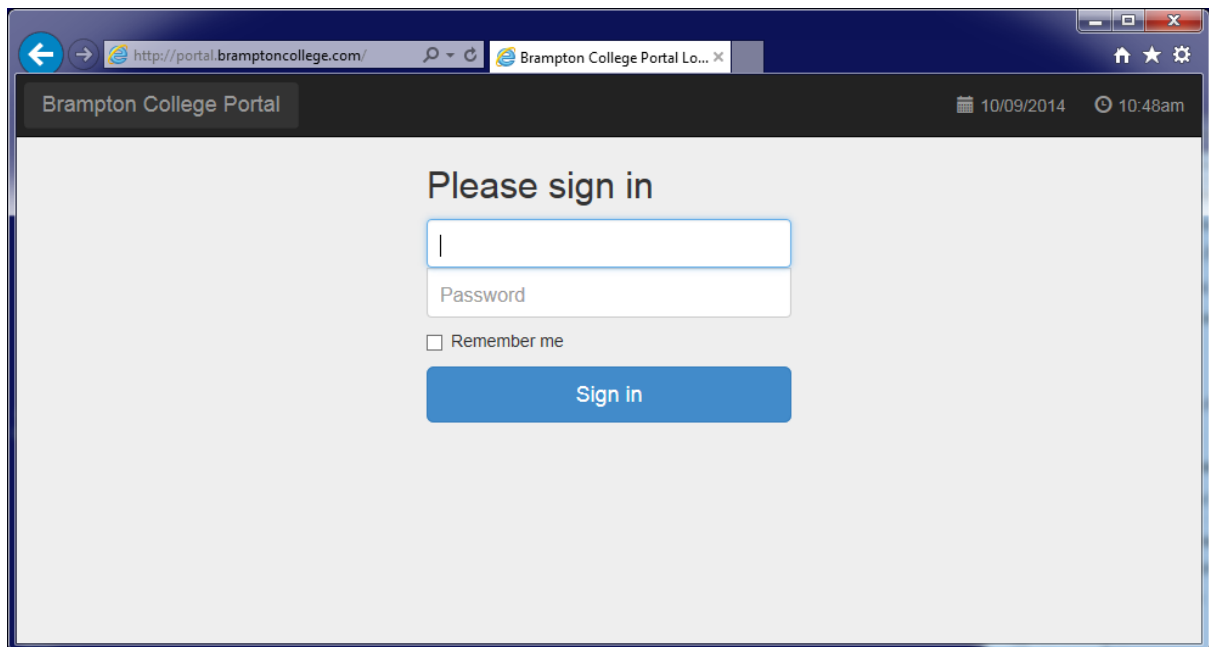 http://portal.bramptoncollege.com/
Brampton College Portal Lo...
Brampton College Portal
10/09/2014
10:48am
Please sign in
Password
Remember me
Sign in